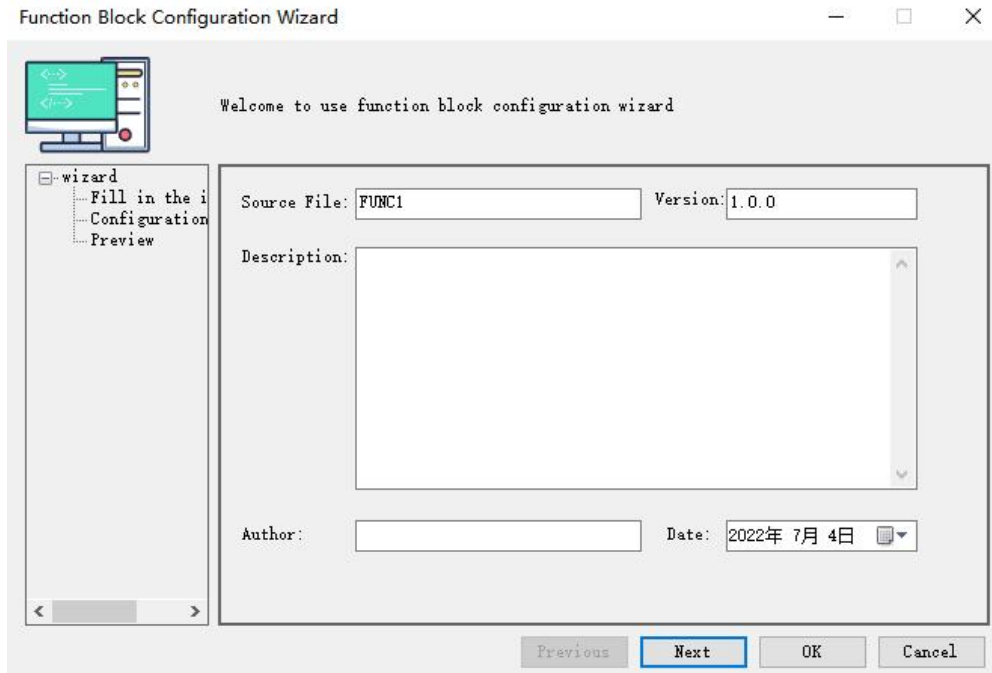 Function Block Configuration Wizard
Welcome to use function block configuration wizard
wizard
Fill in the i
Configuration
Preview
Source File: FUNC1 Version: 1.0.0
Description:
Author: Date: 2022年 7月 4日
Previous Next OK Cancel